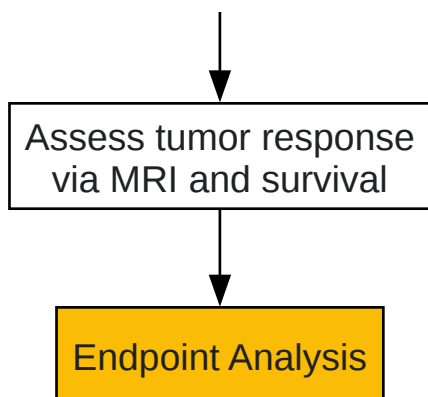 Assess tumor response
via MRI and survival
Endpoint Analysis